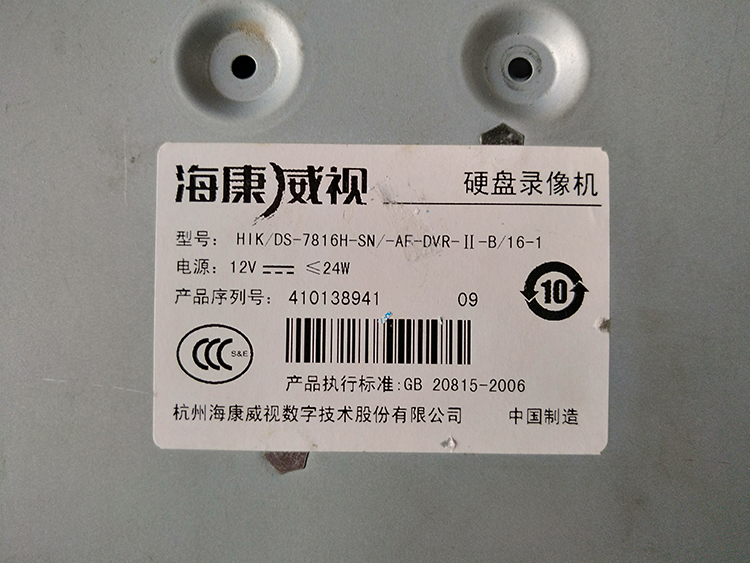 海康威视 硬盘录像机
型号: HIK/DS-7816H-SN/-AF-DVR-Ⅱ-B/16-1
电源: 12V ≤24W
产品序列号: 410138941 09
10
CCC S&E
产品执行标准:GB 20815-2006
杭州海康威视数字技术股份有限公司 中国制造